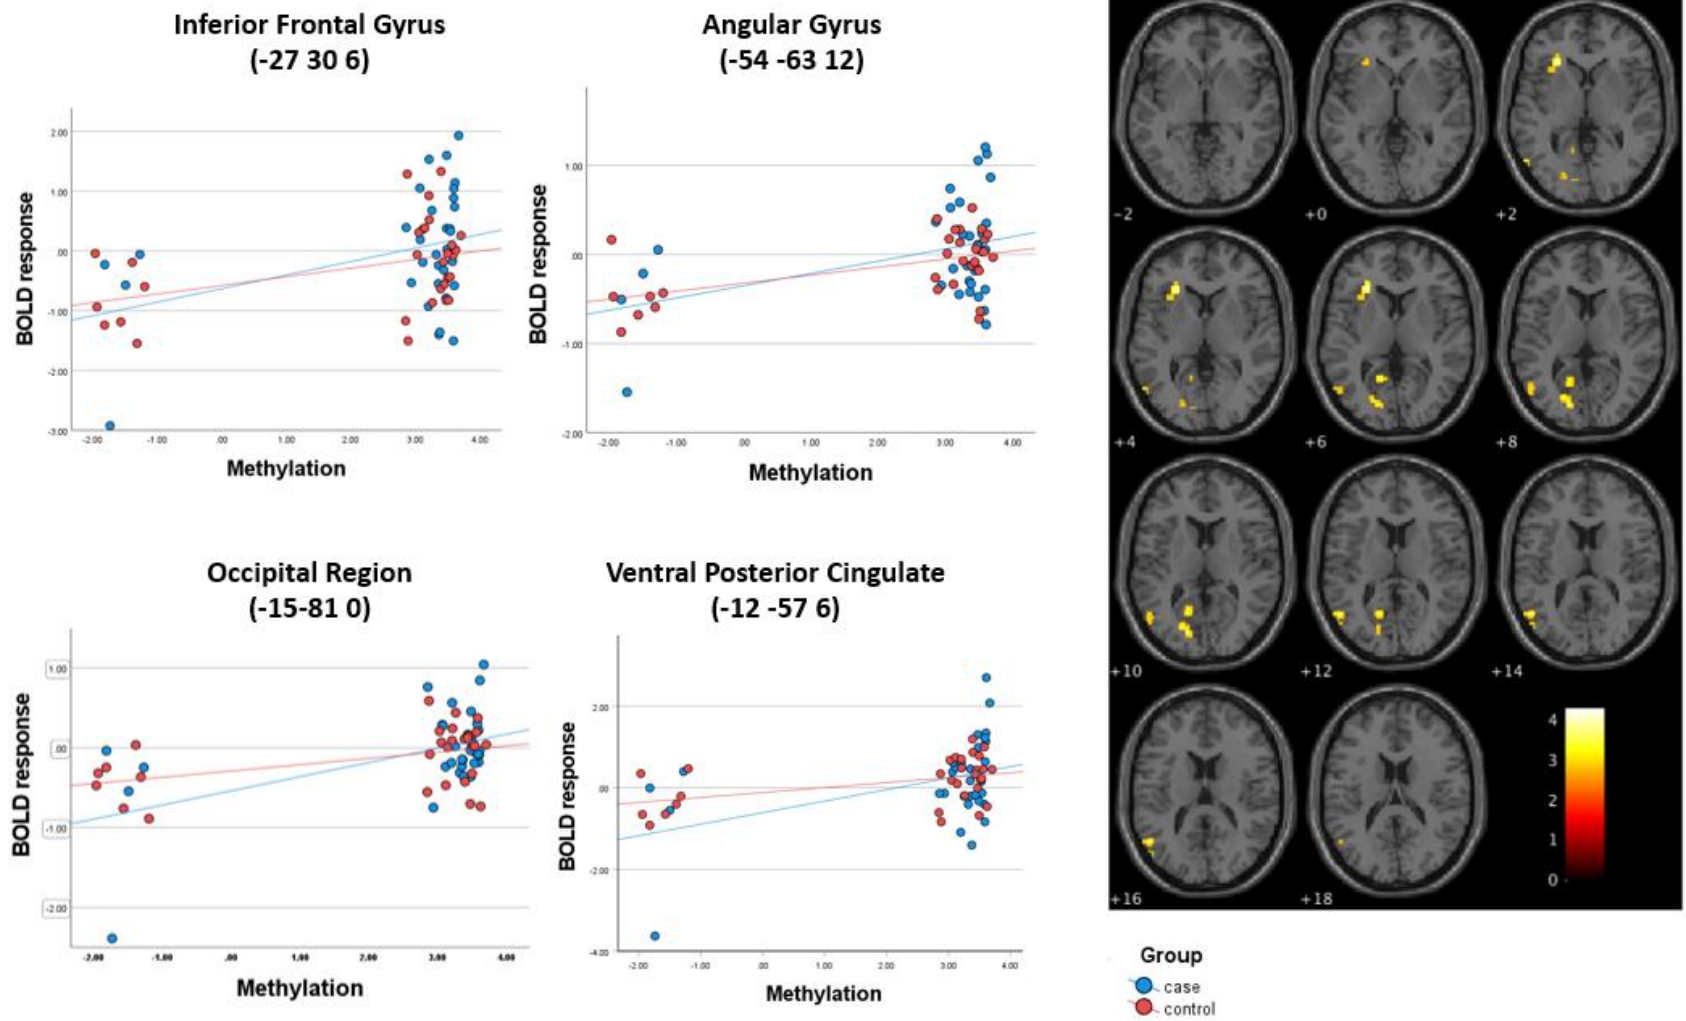 Inferior Frontal Gyrus
(-27 30 6)
BOLD response
2.00
1.00
.00
-1.00
-2.00
-3.00
-2.00 -1.00 .00 1.00 2.00 3.00 4.00
Methylation
Angular Gyrus
(-54 -63 12)
BOLD response
1.00
.00
-1.00
-2.00
-2.00 -1.00 .00 1.00 2.00 3.00 4.00
Methylation
Occipital Region
(-15-81 0)
BOLD response
1.00
.00
-1.00
-2.00
-2.00 -1.00 .00 1.00 2.00 3.00 4.00
Methylation
Ventral Posterior Cingulate
(-12 -57 6)
BOLD response
2.00
.00
-2.00
-4.00
-2.00 -1.00 .00 1.00 2.00 3.00 4.00
Methylation
-2 +0 +2
+4 +6 +8
+10 +12 +14
+16 +18
4
3
2
1
0
Group
case
control